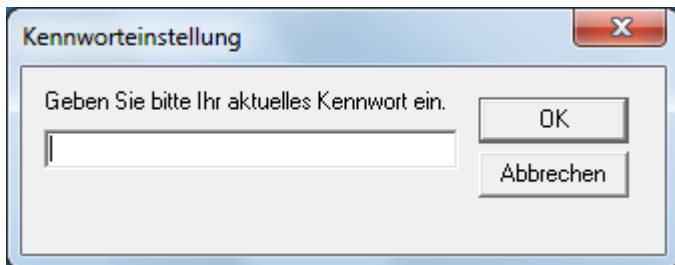 Kennworteinstellung
Geben Sie bitte Ihr aktuelles Kennwort ein.
OK
Abbrechen